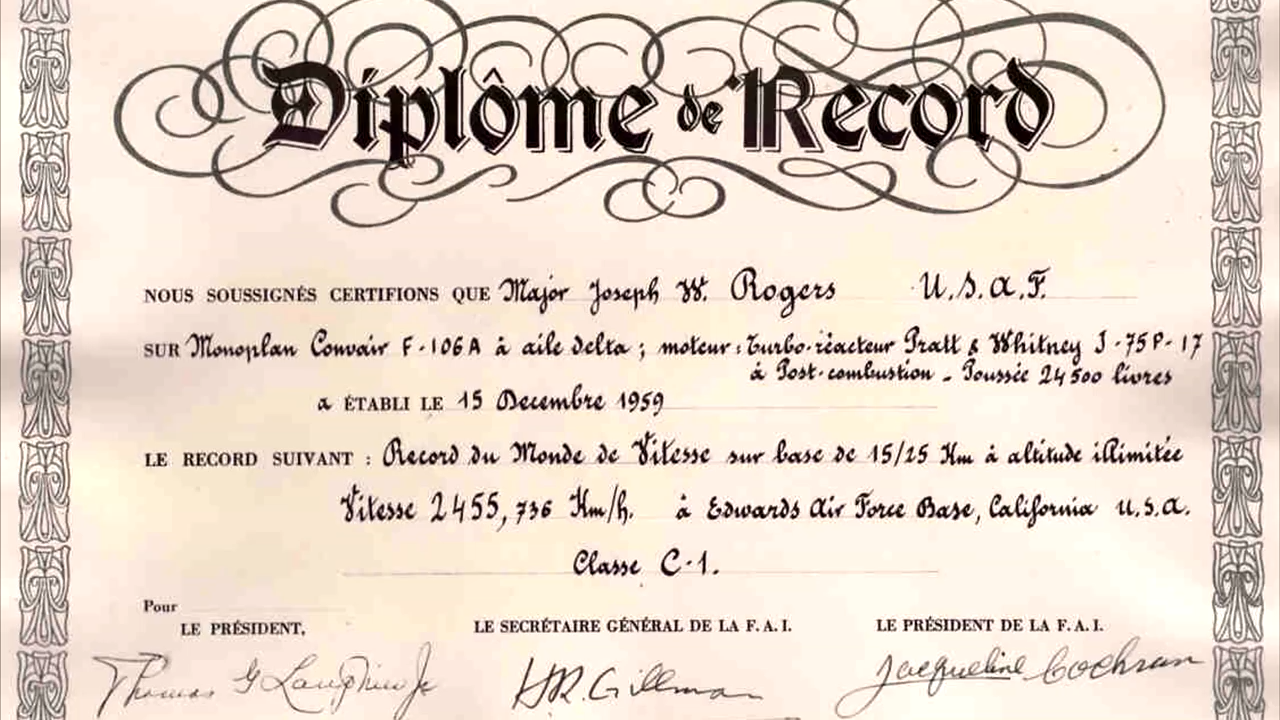 Diplôme de Record
NOUS SOUSSIGNÉS CERTIFIONS QUE Major Joseph W. Rogers U.S.A.F.
SUR Monoplan Convair F-106A à aile delta; moteur: Turbo-réacteur Pratt & Whitney J-75P-17
à Post-combustion - Poussée 24500 livres
a ÉTABLI LE 15 Decembre 1959
LE RECORD SUIVANT : Record du Monde de Vitesse sur base de 15/25 Km à altitude illimitée
Vitesse 2455,736 Km/h. à Edwards Air Force Base, California U.S.A.
Classe C-1.
Pour
LE PRÉSIDENT, LE SECRÉTAIRE GÉNÉRAL DE LA F.A.I. LE PRÉSIDENT DE LA F.A.I.
Thomas G Lanphier Jr H.R. Gillman Jacqueline Cochran